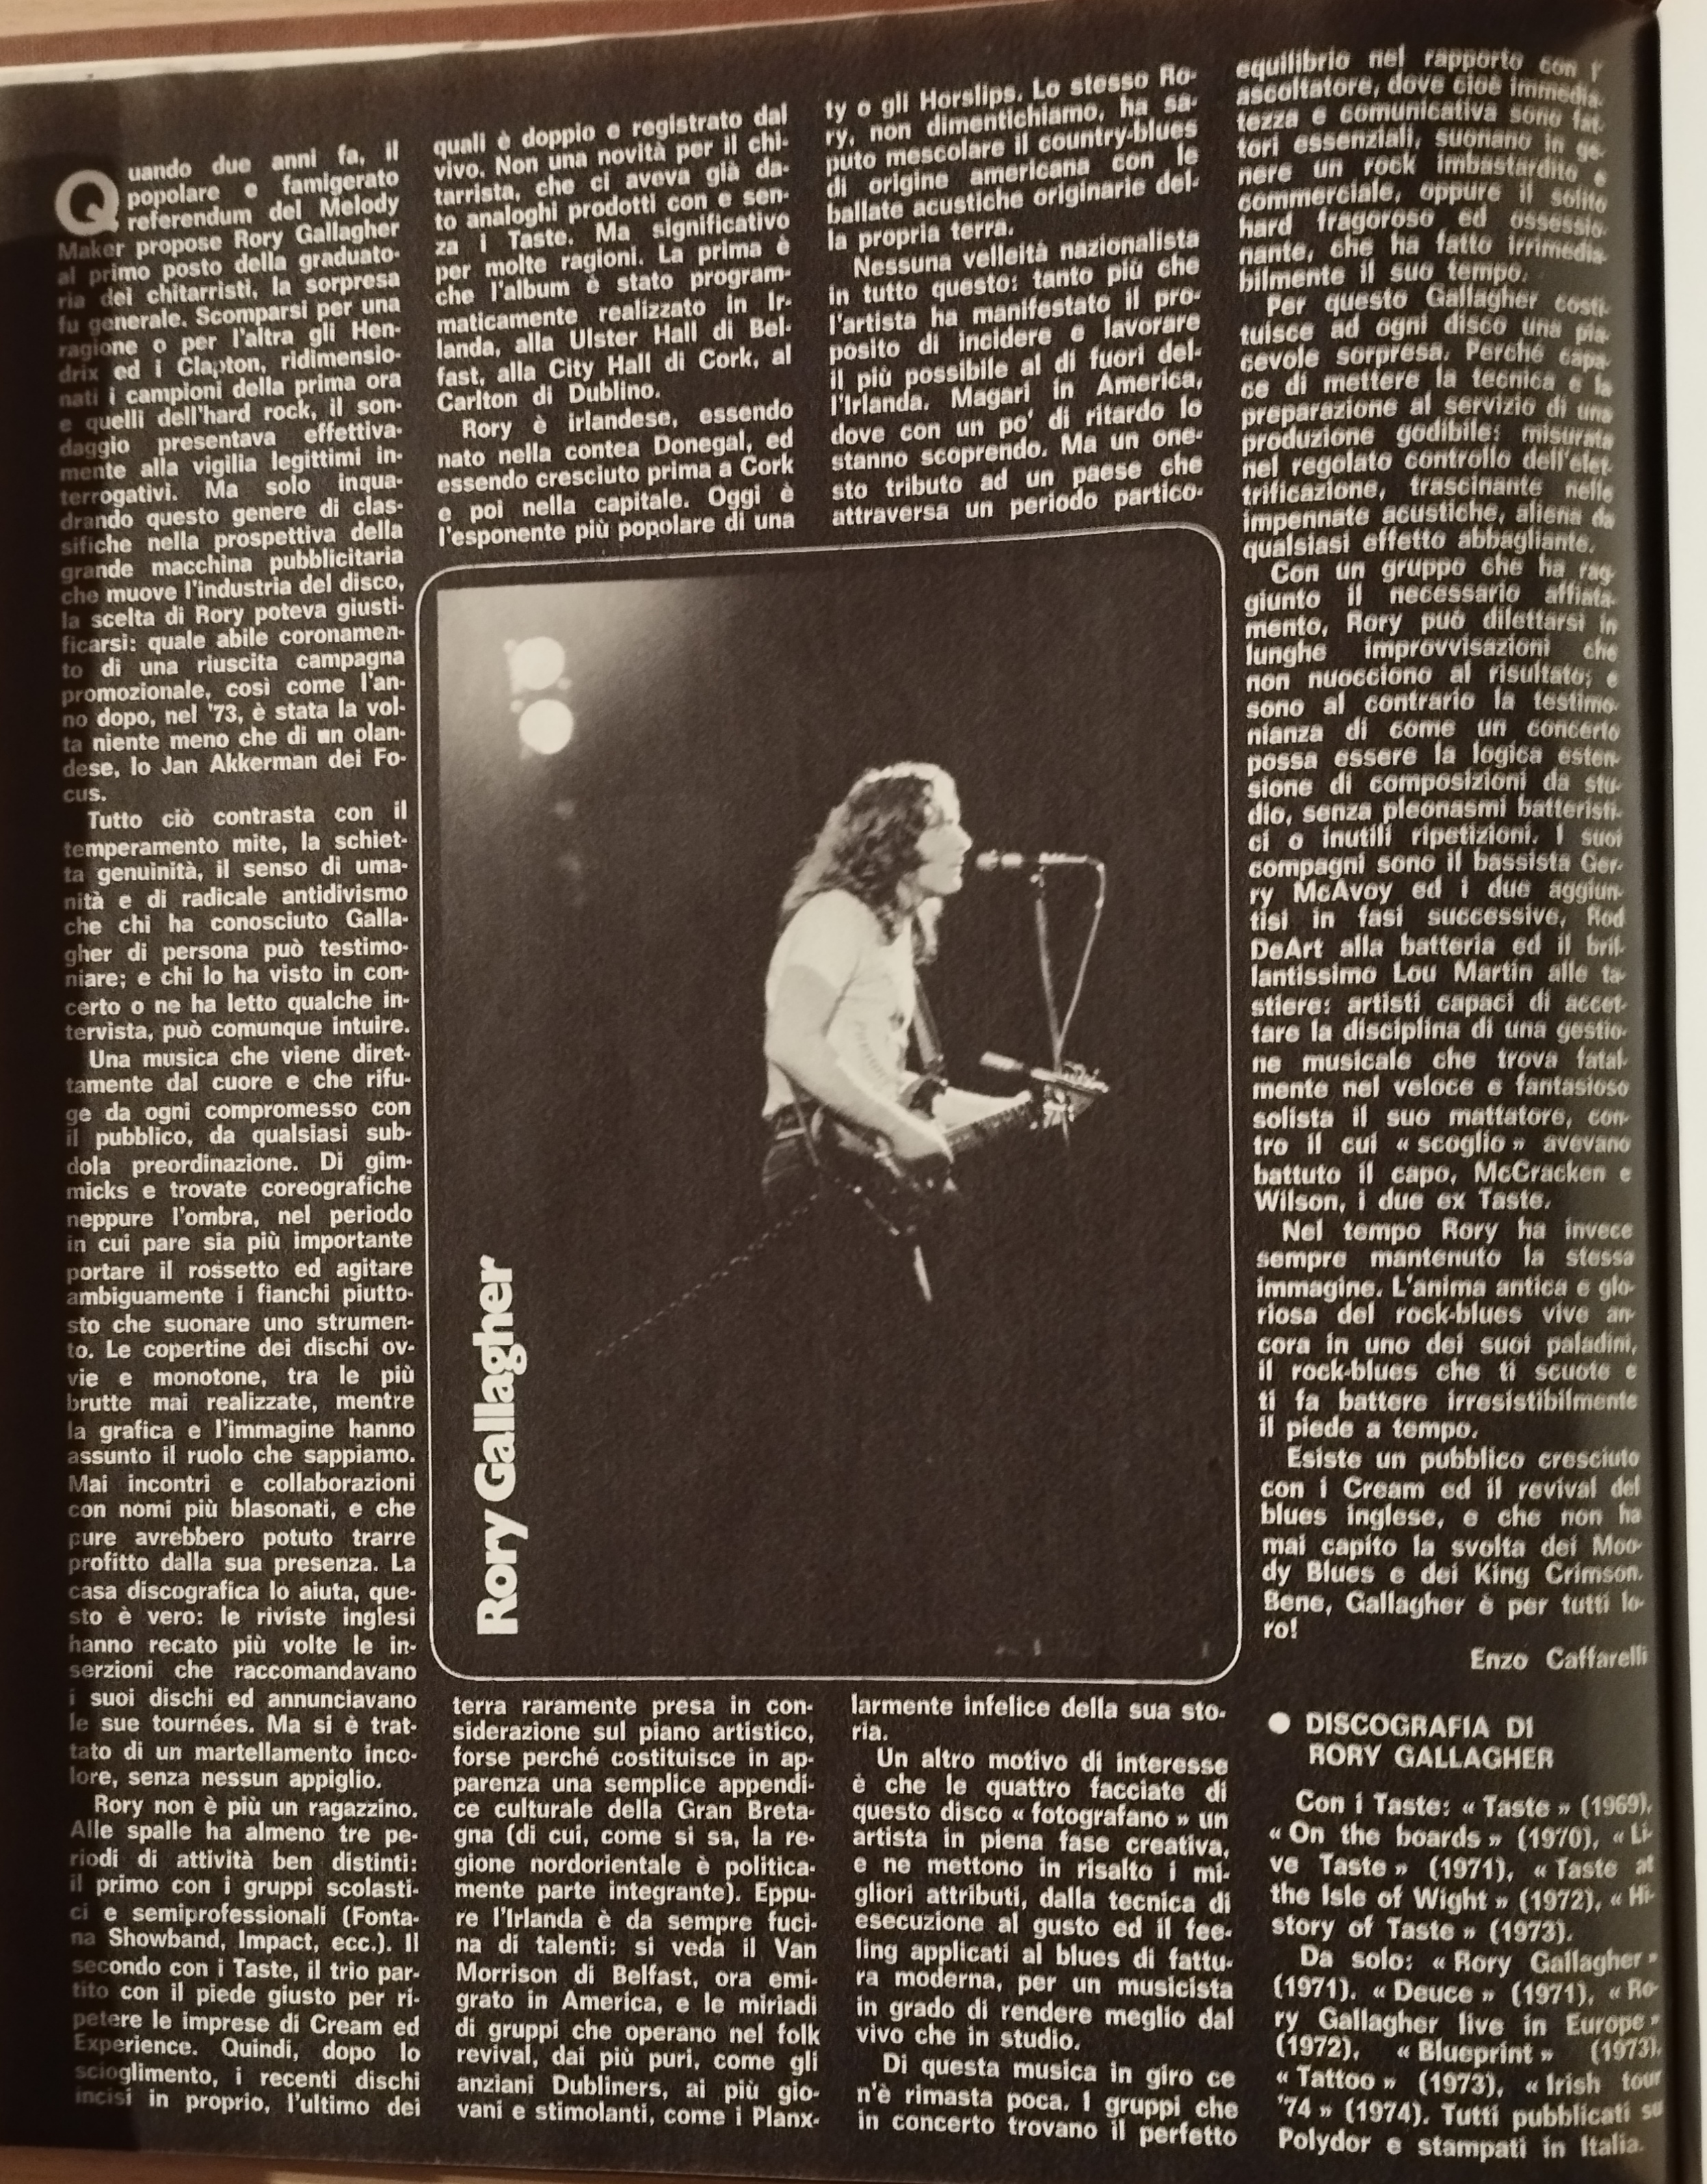 Quando due anni fa, il
popolare e famigerato
referendum del Melody
Maker propose Rory Gallagher
al primo posto della graduato-
ria dei chitarristi, la sorpresa
fu generale. Scomparsi per una
ragione o per l'altra gli Hen-
drix ed i Clapton, ridimensio-
nati i campioni della prima ora
e quelli dell'hard rock, il son-
daggio presentava effettiva-
mente alla vigilia legittimi in-
terrogativi. Ma solo inqua-
drando questo genere di clas-
sifiche nella prospettiva della
grande macchina pubblicitaria
che muove l'industria del disco,
la scelta di Rory poteva giusti-
ficarsi: quale abile coronamen-
to di una riuscita campagna
promozionale, così come l'an-
no dopo, nel '73, è stata la vol-
ta niente meno che di un olan-
dese, lo Jan Akkerman dei Fo-
cus.
Tutto ciò contrasta con il
temperamento mite, la schiet-
ta genuinità, il senso di uma-
nità e di radicale antidivismo
che chi ha conosciuto Galla-
gher di persona può testimo-
niare; e chi lo ha visto in con-
certo o ne ha letto qualche in-
tervista, può comunque intuire.
Una musica che viene diret-
tamente dal cuore e che rifu-
ge da ogni compromesso con
il pubblico, da qualsiasi sub-
dola preordinazione. Di gim-
micks e trovate coreografiche
neppure l'ombra, nel periodo
in cui pare sia più importante
portare il rossetto ed agitare
ambiguamente i fianchi piutto-
sto che suonare uno strumen-
to. Le copertine dei dischi ov-
vie e monotone, tra le più
brutte mai realizzate, mentre
la grafica e l'immagine hanno
assunto il ruolo che sappiamo.
Mai incontri e collaborazioni
con nomi più blasonati, e che
pure avrebbero potuto trarre
profitto dalla sua presenza. La
casa discografica lo aiuta, que-
sto è vero: le riviste inglesi
hanno recato più volte le in-
serzioni che raccomandavano
i suoi dischi ed annunciavano
le sue tournées. Ma si è trat-
tato di un martellamento inco-
lore, senza nessun appiglio.
Rory non è più un ragazzino.
Alle spalle ha almeno tre pe-
riodi di attività ben distinti:
il primo con i gruppi scolasti-
ci e semiprofessionali (Fonta-
na Showband, Impact, ecc.). Il
secondo con i Taste, il trio par-
tito con il piede giusto per ri-
petere le imprese di Cream ed
Experience. Quindi, dopo lo
scioglimento, i recenti dischi
incisi in proprio, l'ultimo dei
quali è doppio e registrato dal
vivo. Non una novità per il chi-
tarrista, che ci aveva già da-
to analoghi prodotti con e sen-
za i Taste. Ma significativo
per molte ragioni. La prima è
che l'album è stato program-
maticamente realizzato in Ir-
landa, alla Ulster Hall di Bel-
fast, alla City Hall di Cork, al
Carlton di Dublino.
Rory è irlandese, essendo
nato nella contea Donegal, ed
essendo cresciuto prima a Cork
e poi nella capitale. Oggi è
l'esponente più popolare di una
Rory Gallagher
terra raramente presa in con-
siderazione sul piano artistico,
forse perché costituisce in ap-
parenza una semplice appendi-
ce culturale della Gran Breta-
gna (di cui, come si sa, la re-
gione nordorientale è politica-
mente parte integrante). Eppu-
re l'Irlanda è da sempre fuci-
na di talenti: si veda il Van
Morrison di Belfast, ora emi-
grato in America, e le miriadi
di gruppi che operano nel folk
revival, dai più puri, come gli
anziani Dubliners, ai più gio-
vani e stimolanti, come i Planx-
ty o gli Horslips. Lo stesso Ro-
ry, non dimentichiamo, ha sa-
puto mescolare il country-blues
di origine americana con le
ballate acustiche originarie del-
la propria terra.
Nessuna velleità nazionalista
in tutto questo: tanto più che
l'artista ha manifestato il pro-
posito di incidere e lavorare
il più possibile al di fuori del-
l'Irlanda. Magari in America,
dove con un po' di ritardo lo
stanno scoprendo. Ma un one-
sto tributo ad un paese che
attraversa un periodo partico-
larmente infelice della sua sto-
ria.
Un altro motivo di interesse
è che le quattro facciate di
questo disco « fotografano » un
artista in piena fase creativa,
e ne mettono in risalto i mi-
gliori attributi, dalla tecnica di
esecuzione al gusto ed il fee-
ling applicati al blues di fattu-
ra moderna, per un musicista
in grado di rendere meglio dal
vivo che in studio.
Di questa musica in giro ce
n'è rimasta poca. I gruppi che
in concerto trovano il perfetto
equilibrio nel rapporto con l'
ascoltatore, dove cioè immedia-
tezza e comunicativa sono fat-
tori essenziali, suonano in ge-
nere un rock imbastardito e
commerciale, oppure il solito
hard fragoroso ed ossessio-
nante, che ha fatto irrimedia-
bilmente il suo tempo.
Per questo Gallagher costi-
tuisce ad ogni disco una pia-
cevole sorpresa. Perché capa-
ce di mettere la tecnica e la
preparazione al servizio di una
produzione godibile: misurata
nel regolato controllo dell'elet-
trificazione, trascinante nelle
impennate acustiche, aliena da
qualsiasi effetto abbagliante.
Con un gruppo che ha rag-
giunto il necessario affiata-
mento, Rory può dilettarsi in
lunghe improvvisazioni che
non nuocciono al risultato; e
sono al contrario la testimo-
nianza di come un concerto
possa essere la logica esten-
sione di composizioni da stu-
dio, senza pleonasmi batteristi-
ci o inutili ripetizioni. I suoi
compagni sono il bassista Ger-
ry McAvoy ed i due aggiun-
tisi in fasi successive, Rod
DeArt alla batteria ed il bril-
lantissimo Lou Martin alle ta-
stiere: artisti capaci di accet-
tare la disciplina di una gestio-
ne musicale che trova fatal-
mente nel veloce e fantasioso
solista il suo mattatore, con-
tro il cui « scoglio » avevano
battuto il capo, McCracken e
Wilson, i due ex Taste.
Nel tempo Rory ha invece
sempre mantenuto la stessa
immagine. L'anima antica e glo-
riosa del rock-blues vive an-
cora in uno dei suoi paladini,
il rock-blues che ti scuote e
ti fa battere irresistibilmente
il piede a tempo.
Esiste un pubblico cresciuto
con i Cream ed il revival del
blues inglese, e che non ha
mai capito la svolta dei Moo-
dy Blues e dei King Crimson.
Bene, Gallagher è per tutti lo-
ro!
Enzo Caffarelli
● DISCOGRAFIA DI
RORY GALLAGHER
Con i Taste: « Taste » (1969),
« On the boards » (1970), « Li-
ve Taste » (1971), « Taste at
the Isle of Wight » (1972), « Hi-
story of Taste » (1973).
Da solo: « Rory Gallagher »
(1971), « Deuce » (1971), « Ro-
ry Gallagher live in Europe »
(1972), « Blueprint » (1973),
« Tattoo » (1973), « Irish tour
'74 » (1974). Tutti pubblicati su
Polydor e stampati in Italia.